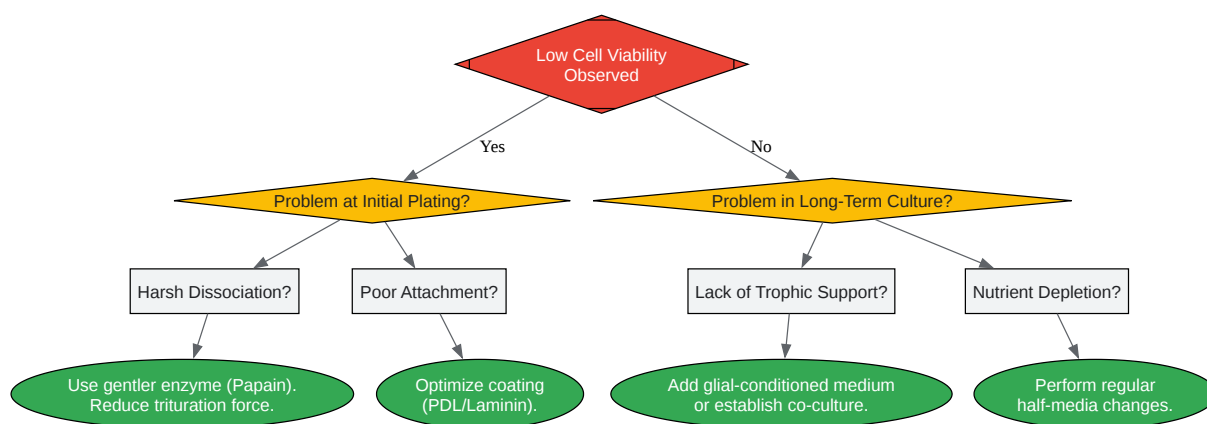 Low Cell Viability
Observed
Yes
No
Problem at Initial Plating?
Problem in Long-Term Culture?
Harsh Dissociation?
Poor Attachment?
Lack of Trophic Support?
Nutrient Depletion?
Use gentler enzyme (Papain).
Reduce trituration force.
Optimize coating
(PDL/Laminin).
Add glial-conditioned medium
or establish co-culture.
Perform regular
half-media changes.